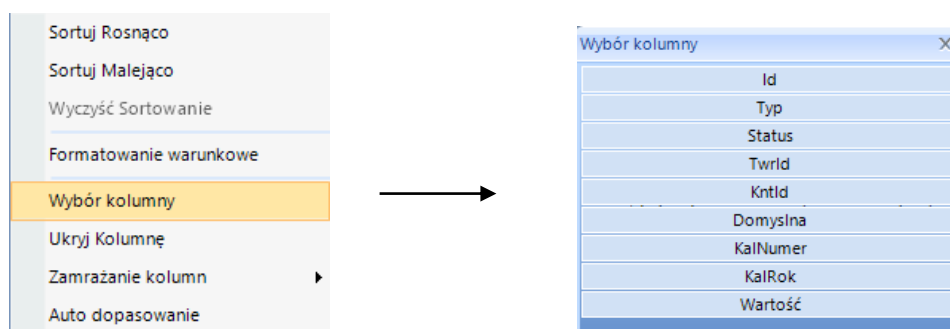 Sortuj Rosnąco
Sortuj Malejąco
Wyczyść Sortowanie
Formatowanie warunkowe
Wybór kolumny
Ukryj Kolumnę
Zamrażanie kolumn
Auto dopasowanie
Wybór kolumny
Id
Typ
Status
TwrId
KntId
Domyslna
KalNumer
KalRok
Wartość